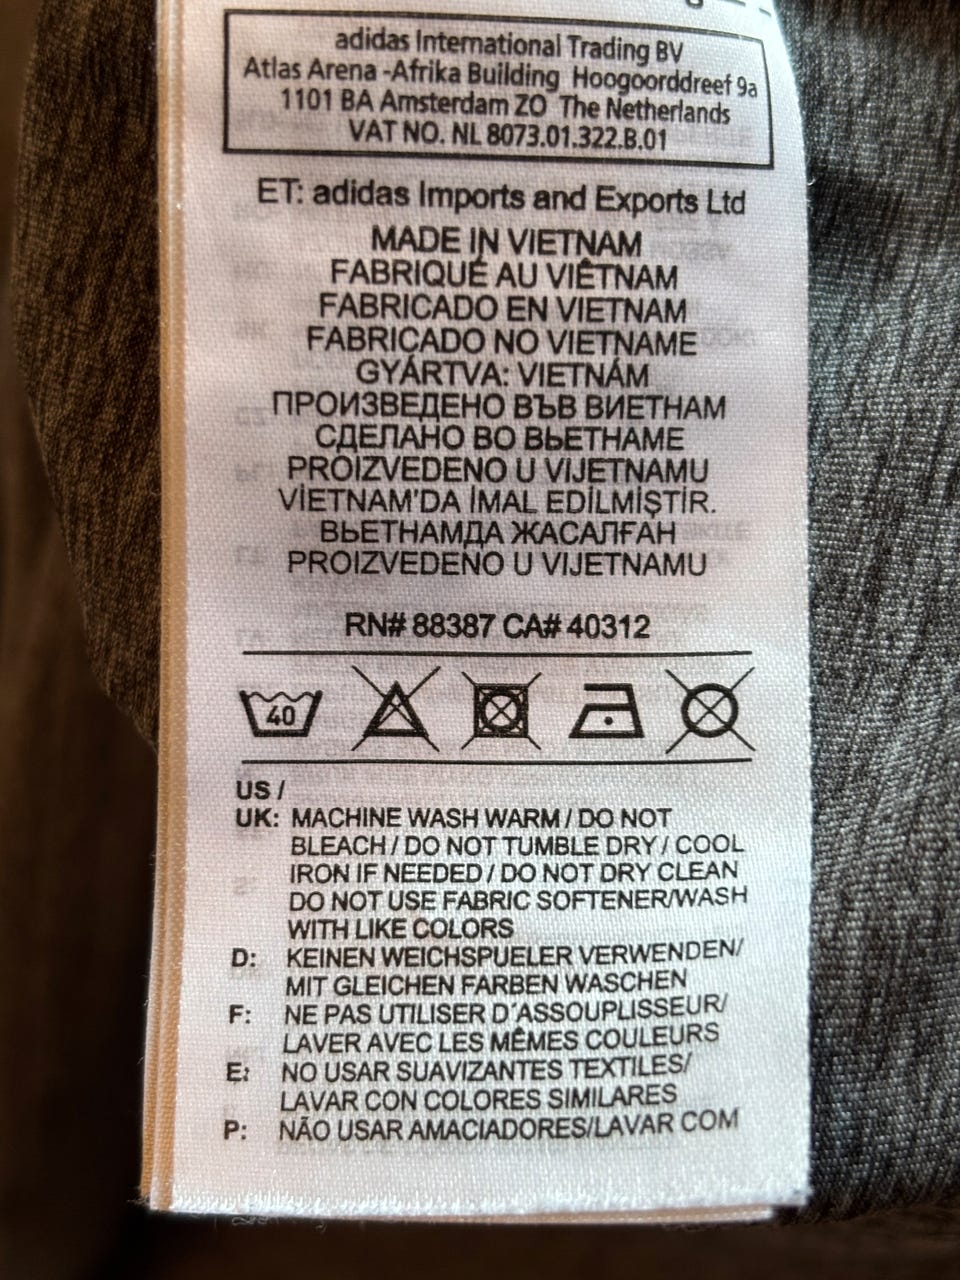 adidas International Trading BV
Atlas Arena -Afrika Building Hoogoorddreef 9a
1101 BA Amsterdam ZO The Netherlands
VAT NO. NL 8073.01.322.B.01
ET: adidas Imports and Exports Ltd
MADE IN VIETNAM
FABRIQUÉ AU VIÊTNAM
FABRICADO EN VIETNAM
FABRICADO NO VIETNAME
GYÁRTVA: VIETNÁM
ПРОИЗВЕДЕНО ВЪВ ВИЕТНАМ
СДЕЛАНО ВО ВЬЕТНАМЕ
PROIZVEDENO U VIJETNAMU
VİETNAM'DA İMAL EDİLMİŞTİR.
ВЬЕТНАМДА ЖАСАЛҒАН
PROIZVEDENO U VIJETNAMU
RN# 88387 CA# 40312
40
US /
UK: MACHINE WASH WARM / DO NOT
BLEACH / DO NOT TUMBLE DRY / COOL
IRON IF NEEDED / DO NOT DRY CLEAN
DO NOT USE FABRIC SOFTENER/WASH
WITH LIKE COLORS
D: KEINEN WEICHSPUELER VERWENDEN/
MIT GLEICHEN FARBEN WASCHEN
F: NE PAS UTILISER D´ASSOUPLISSEUR/
LAVER AVEC LES MÊMES COULEURS
E: NO USAR SUAVIZANTES TEXTILES/
LAVAR CON COLORES SIMILARES
P: NÃO USAR AMACIADORES/LAVAR COM